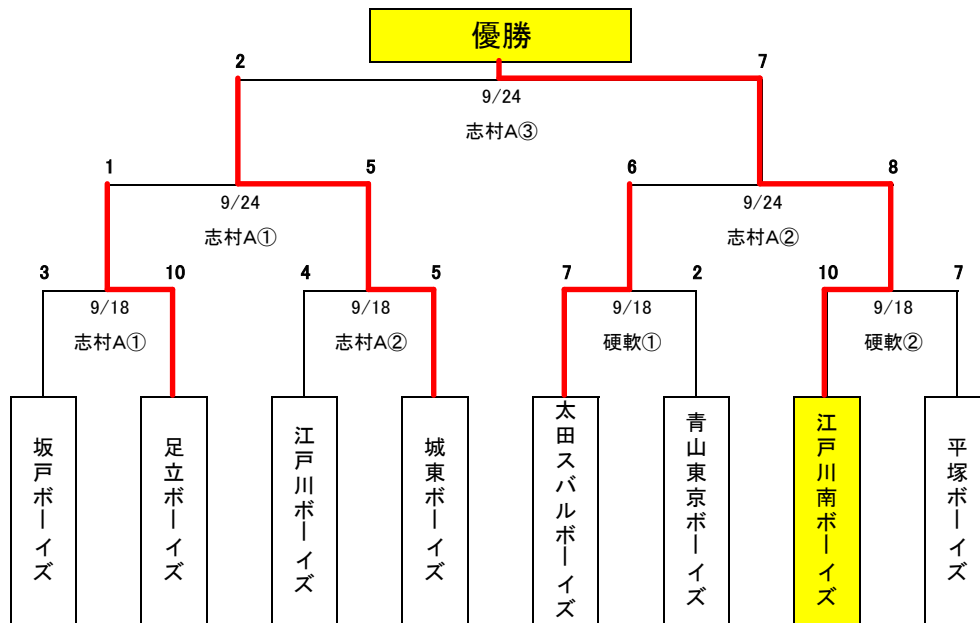 優勝
2
7
9/24
志村A③
1
5
6
8
9/24
志村A①
9/24
志村A②
3
10
4
5
7
2
10
7
9/18
志村A①
9/18
志村A②
9/18
硬軟①
9/18
硬軟②
坂戸ボーイズ
足立ボーイズ
江戸川ボーイズ
城東ボーイズ
太田スバルボーイズ
青山東京ボーイズ
江戸川南ボーイズ
平塚ボーイズ